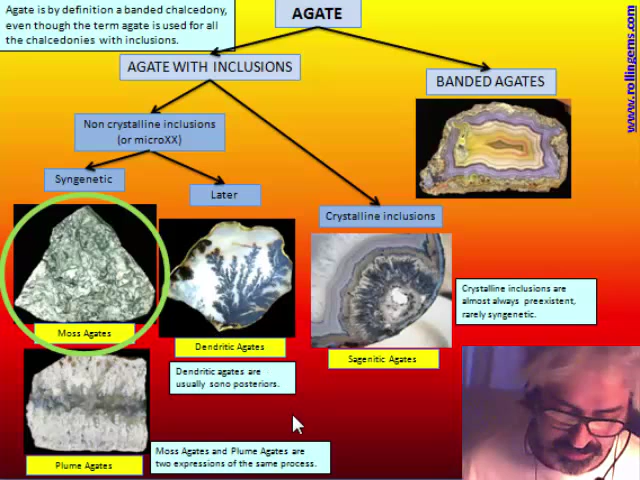 Agate is by definition a banded chalcedony,
even though the term agate is used for all
the chalcedonies with inclusions.
AGATE
www.rollingems.com
AGATE WITH INCLUSIONS
BANDED AGATES
Non crystalline inclusions
(or microXX)
Syngenetic
Later
Crystalline inclusions
Crystalline inclusions are
almost always preexistent,
rarely syngenetic.
Moss Agates
Dendritic Agates
Sagenitic Agates
Dendritic agates are
usually sono posteriors.
Moss Agates and Plume Agates are
two expressions of the same process.
Plume Agates